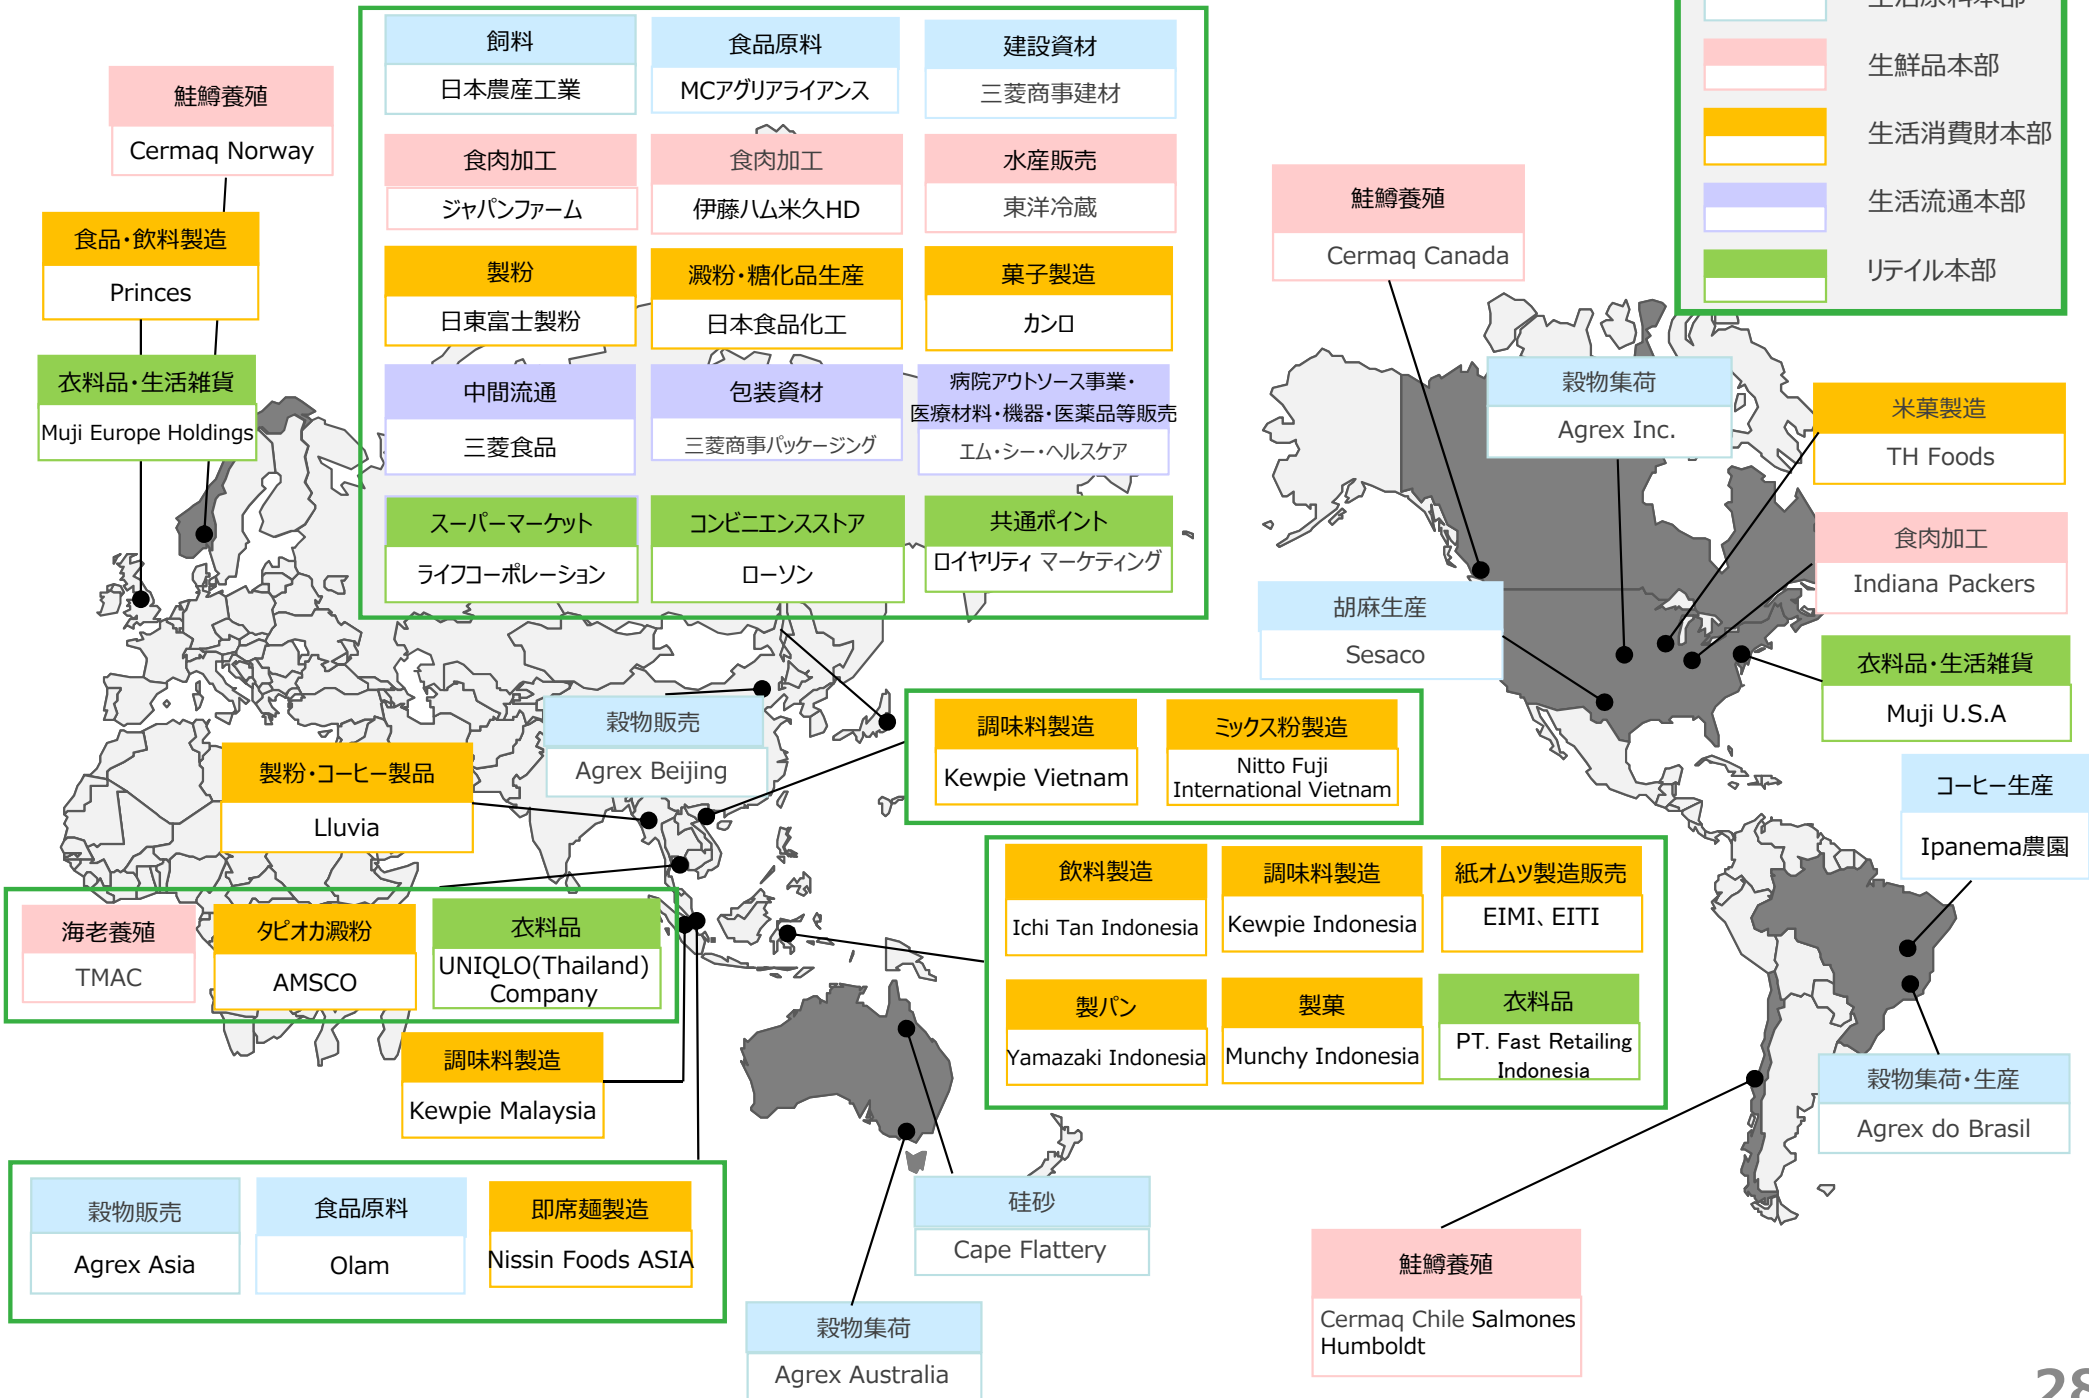 生活原料本部
生鮮品本部
生活消費財本部
生活流通本部
リテイル本部
飼料
日本農産工業
食品原料
MCアグリアライアンス
建設資材
三菱商事建材
食肉加工
ジャパンファーム
食肉加工
伊藤ハム米久HD
水産販売
東洋冷蔵
製粉
日東富士製粉
澱粉・糖化品生産
日本食品化工
菓子製造
カンロ
中間流通
三菱食品
包装資材
三菱商事パッケージング
病院アウトソース事業・
医療材料・機器・医薬品等販売
エム・シー・ヘルスケア
スーパーマーケット
ライフコーポレーション
コンビニエンスストア
ローソン
共通ポイント
ロイヤリティ マーケティング
鮭鱒養殖
Cermaq Norway
食品・飲料製造
Princes
衣料品・生活雑貨
Muji Europe Holdings
鮭鱒養殖
Cermaq Canada
穀物集荷
Agrex Inc.
米菓製造
TH Foods
食肉加工
Indiana Packers
胡麻生産
Sesaco
衣料品・生活雑貨
Muji U.S.A
穀物販売
Agrex Beijing
調味料製造
Kewpie Vietnam
ミックス粉製造
Nitto Fuji
International Vietnam
製粉・コーヒー製品
Lluvia
コーヒー生産
Ipanema農園
飲料製造
Ichi Tan Indonesia
調味料製造
Kewpie Indonesia
紙オムツ製造販売
EIMI、EITI
製パン
Yamazaki Indonesia
製菓
Munchy Indonesia
衣料品
PT. Fast Retailing
Indonesia
海老養殖
TMAC
タピオカ澱粉
AMSCO
衣料品
UNIQLO(Thailand)
Company
調味料製造
Kewpie Malaysia
穀物集荷・生産
Agrex do Brasil
穀物販売
Agrex Asia
食品原料
Olam
即席麺製造
Nissin Foods ASIA
硅砂
Cape Flattery
穀物集荷
Agrex Australia
鮭鱒養殖
Cermaq Chile Salmones
Humboldt
28